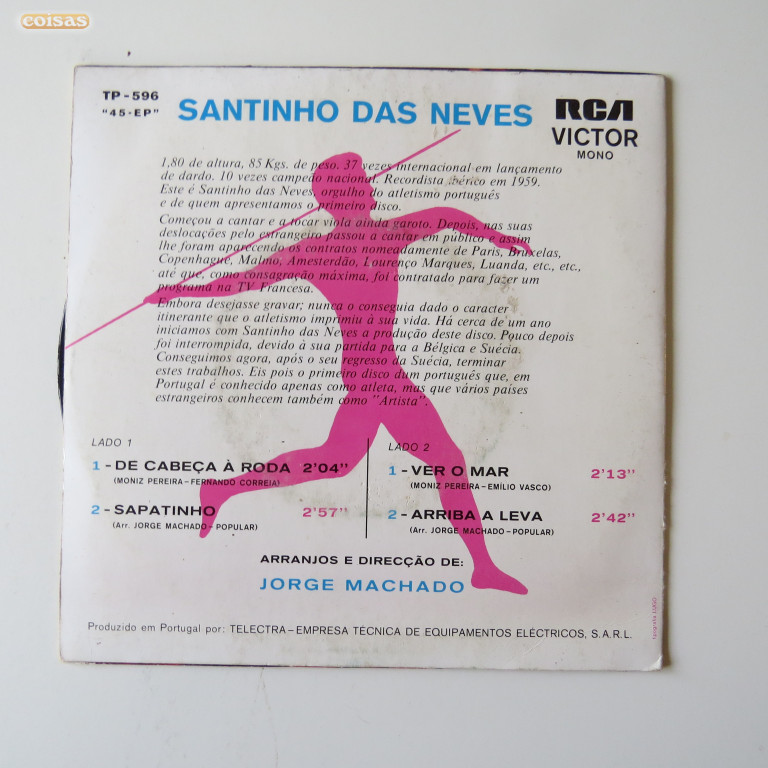 coisas
TP-596
"45-EP"
SANTINHO DAS NEVES
RCA
VICTOR
MONO
1,80 de altura, 85 Kgs. de peso. 37 vezes internacional em lançamento
de dardo. 10 vezes campeão nacional. Recordista Ibérico em 1959.
Este é Santinho das Neves, orgulho do atletismo português
e de quem apresentamos o primeiro disco.
Começou a cantar e a tocar viola ainda garoto. Depois, nas suas
deslocações pelo estrangeiro passou a cantar em público e assim
lhe foram aparecendo os contratos nomeadamente de Paris, Bruxelas,
Copenhague, Malmo, Amesterdão, Lourenço Marques, Luanda, etc., etc.,
até que, como consagração máxima, foi contratado para fazer um
programa na TV Francesa.
Embora desejasse gravar; nunca o conseguia dado o caracter
itinerante que o atletismo imprimiu à sua vida. Há cerca de um ano
iniciamos com Santinho das Neves a produção deste disco. Pouco depois
foi interrompida, devido à sua partida para a Bélgica e Suécia.
Conseguimos agora, após o seu regresso da Suécia, terminar
estes trabalhos. Eis pois o primeiro disco dum português que, em
Portugal é conhecido apenas como atleta, mas que vários países
estrangeiros conhecem também como "Artista".
LADO 1
1 - DE CABEÇA À RODA 2'04"
(MONIZ PEREIRA - FERNANDO CORREIA)
2 - SAPATINHO 2'57"
(Arr. JORGE MACHADO - POPULAR)
LADO 2
1 - VER O MAR 2'13"
(MONIZ PEREIRA - EMÍLIO VASCO)
2 - ARRIBA A LEVA 2'42"
(Arr. JORGE MACHADO - POPULAR)
ARRANJOS E DIRECÇÃO DE:
JORGE MACHADO
Produzido em Portugal por: TELECTRA - EMPRESA TÉCNICA DE EQUIPAMENTOS ELÉCTRICOS, S.A.R.L.